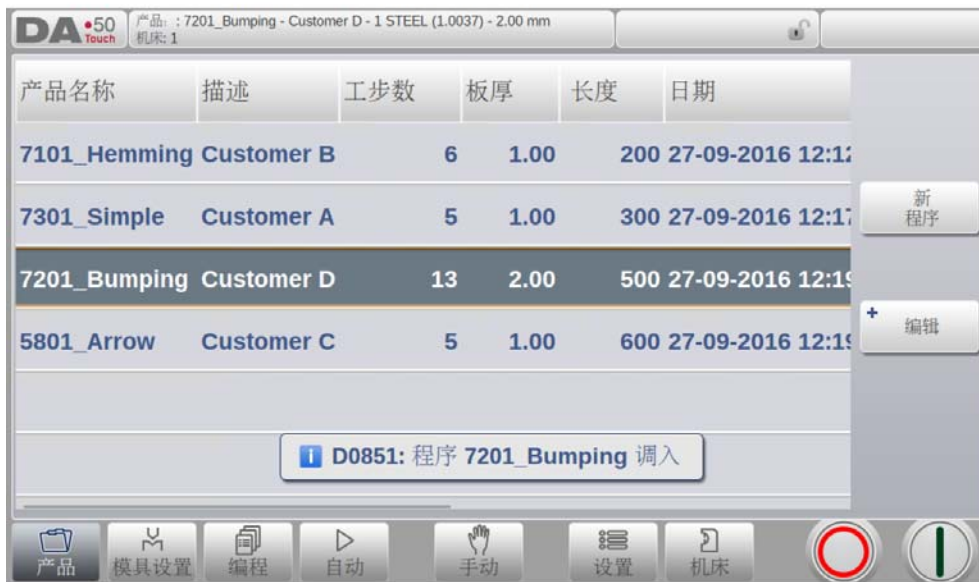 DA•50
Touch
产品: : 7201_Bumping - Customer D - 1 STEEL (1.0037) - 2.00 mm
机床: 1
产品名称 描述 工步数 板厚 长度 日期
7101_Hemming Customer B 6 1.00 200 27-09-2016 12:12
7301_Simple Customer A 5 1.00 300 27-09-2016 12:17
7201_Bumping Customer D 13 2.00 500 27-09-2016 12:19
5801_Arrow Customer C 5 1.00 600 27-09-2016 12:19
新
程序
+ 编辑
i D0851: 程序 7201_Bumping 调入
产品 模具设置 编程 自动 手动 设置 机床